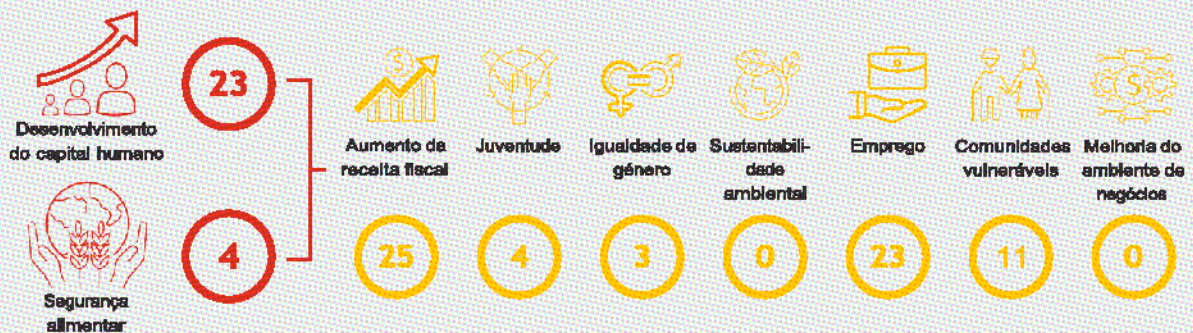 23
Desenvolvimento
do capital humano
4
Segurança
alimentar
$
Aumento da
receita fiscal
25
Juventude
4
Igualdade de
género
3
Sustentabili-
dade
ambiental
0
Emprego
23
Comunidades
vulneráveis
11
$
Melhoria do
ambiente de
negócios
0